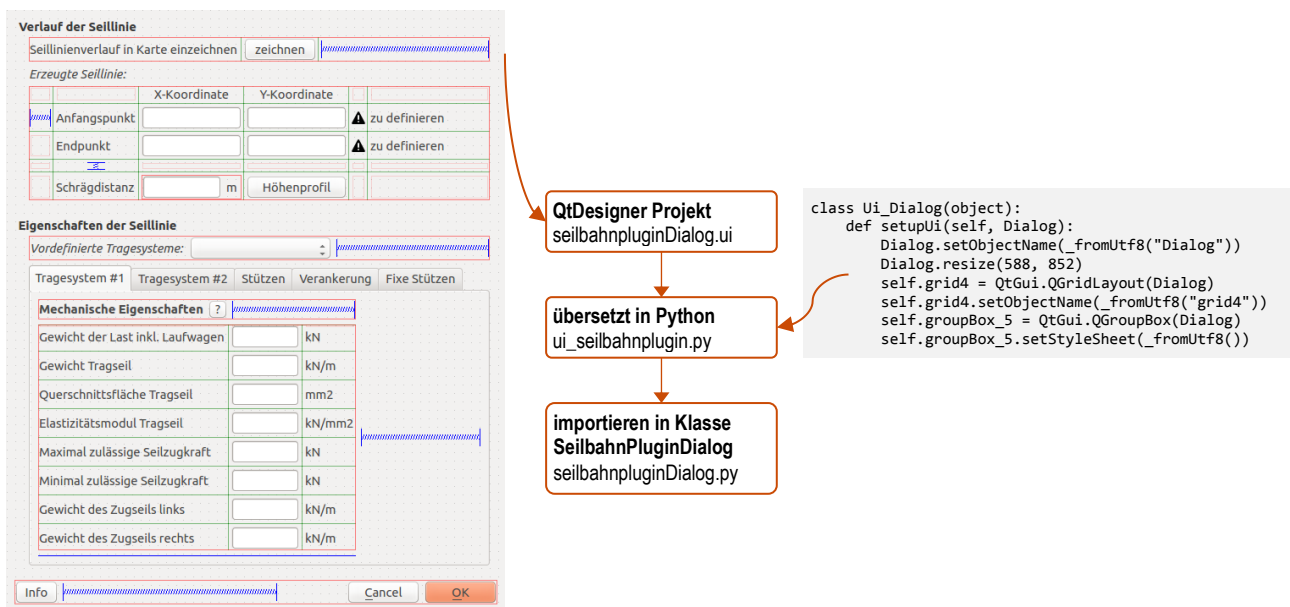 Verlauf der Seillinie
Seillinienverlauf in Karte einzeichnen zeichnen
Erzeugte Seillinie:
X-Koordinate Y-Koordinate
Anfangspunkt zu definieren
Endpunkt zu definieren
Schrägdistanz m Höhenprofil
Eigenschaften der Seillinie
Vordefinierte Tragesysteme:
Tragesystem #1 Tragesystem #2 Stützen Verankerung Fixe Stützen
Mechanische Eigenschaften ?
Gewicht der Last inkl. Laufwagen kN
Gewicht Tragseil kN/m
Querschnittsfläche Tragseil mm2
Elastizitätsmodul Tragseil kN/mm2
Maximal zulässige Seilzugkraft kN
Minimal zulässige Seilzugkraft kN
Gewicht des Zugseils links kN/m
Gewicht des Zugseils rechts kN/m
Info Cancel OK
QtDesigner Projekt
seilbahnpluginDialog.ui
übersetzt in Python
ui_seilbahnplugin.py
importieren in Klasse
SeilbahnPluginDialog
seilbahnpluginDialog.py
class Ui_Dialog(object):
def setupUi(self, Dialog):
Dialog.setObjectName(_fromUtf8("Dialog"))
Dialog.resize(588, 852)
self.grid4 = QtGui.QGridLayout(Dialog)
self.grid4.setObjectName(_fromUtf8("grid4"))
self.groupBox_5 = QtGui.QGroupBox(Dialog)
self.groupBox_5.setStyleSheet(_fromUtf8())